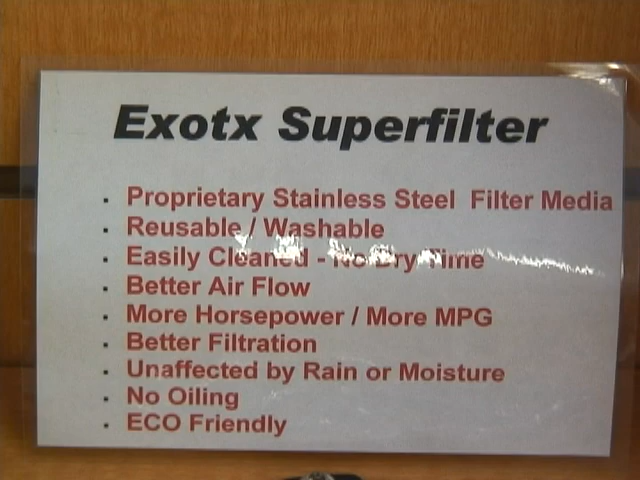 Exotx Superfilter
. Proprietary Stainless Steel Filter Media
. Reusable / Washable
. Easily Cleaned - No Dry Time
. Better Air Flow
. More Horsepower / More MPG
. Better Filtration
. Unaffected by Rain or Moisture
. No Oiling
. ECO Friendly